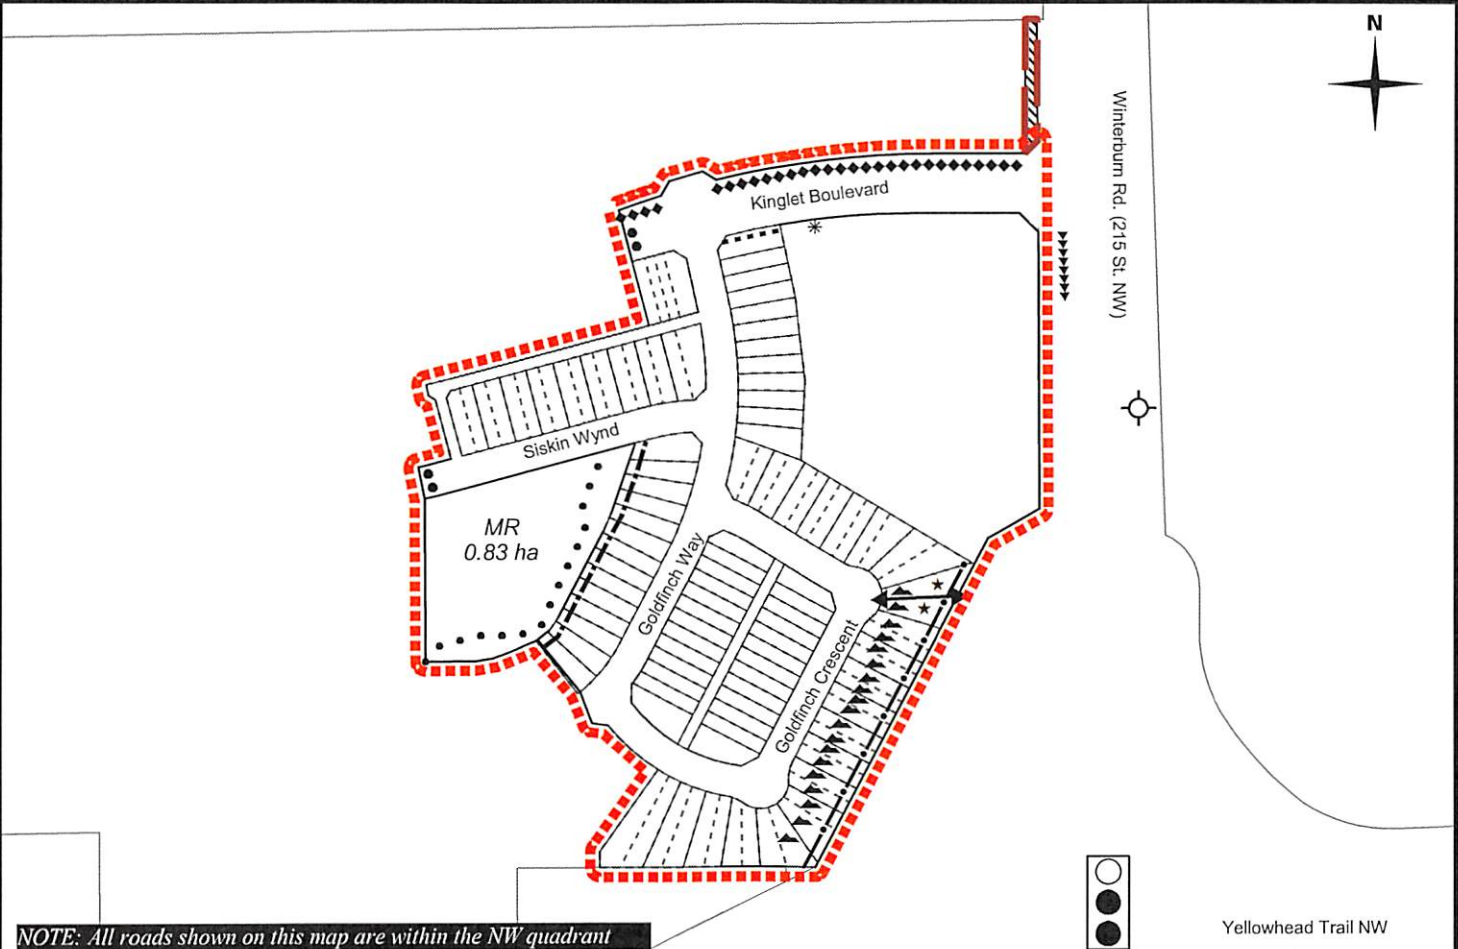 N
Winterburn Rd. (215 St. NW)
Kinglet Boulevard
Siskin Wynd
MR
0.83 ha
Goldfinch Way
Goldfinch Crescent
Yellowhead Trail NW
NOTE: All roads shown on this map are within the NW quadrant